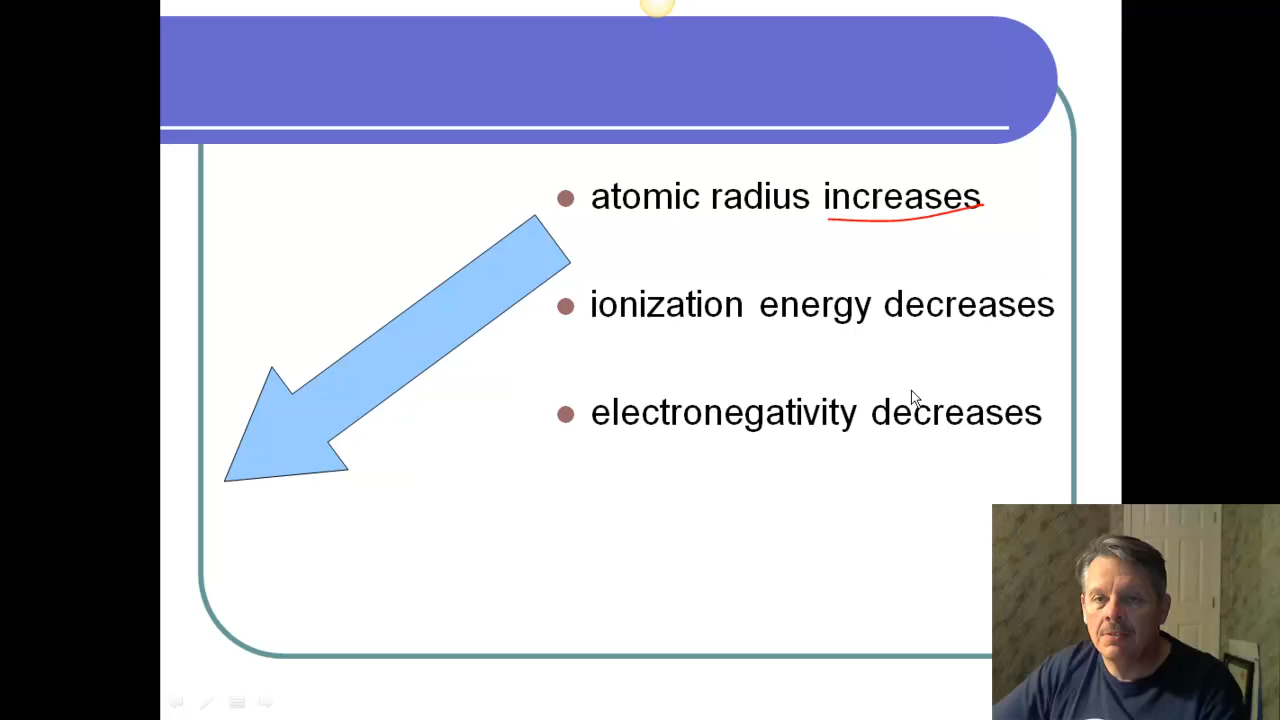 atomic radius increases
ionization energy decreases
electronegativity decreases